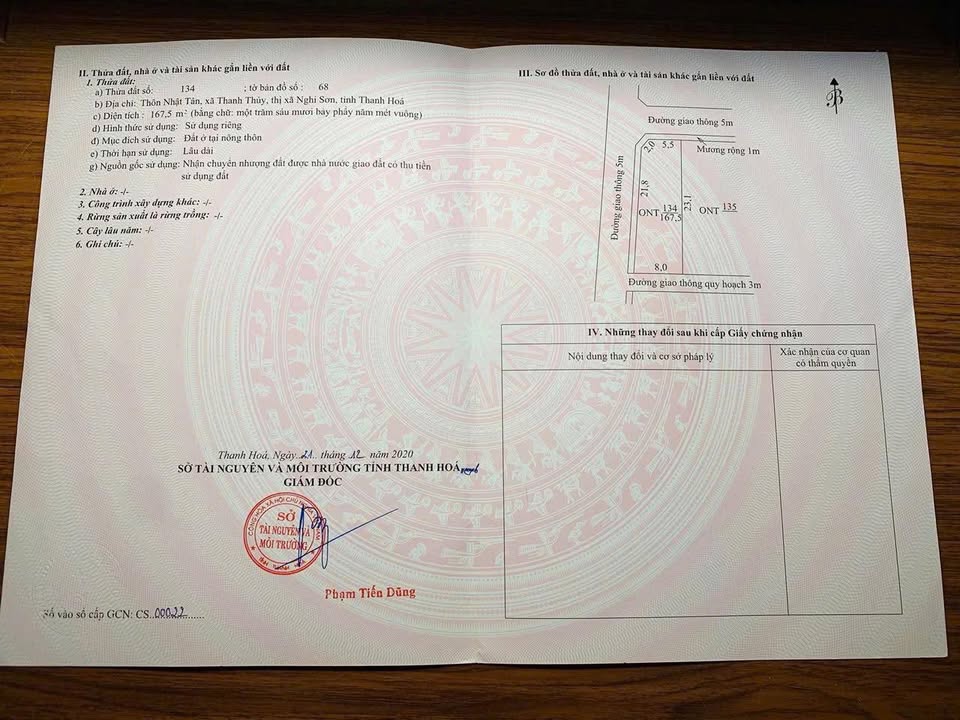 II. Thửa đất, nhà ở và tài sản khác gắn liền với đất
1. Thửa đất:
a) Thửa đất số: 134 ; tờ bản đồ số : 68
b) Địa chỉ: Thôn Nhật Tân, xã Thanh Thủy, thị xã Nghi Sơn, tỉnh Thanh Hoá
c) Diện tích : 167,5 m² (bằng chữ: một trăm sáu mươi bảy phẩy năm mét vuông)
d) Hình thức sử dụng: Sử dụng riêng
đ) Mục đích sử dụng: Đất ở tại nông thôn
e) Thời hạn sử dụng: Lâu dài
g) Nguồn gốc sử dụng: Nhận chuyển nhượng đất được nhà nước giao đất có thu tiền
sử dụng đất
2. Nhà ở: -/-
3. Công trình xây dựng khác: -/-
4. Rừng sản xuất là rừng trồng: -/-
5. Cây lâu năm: -/-
6. Ghi chú: -/-
Thanh Hoá, Ngày..21.. tháng .12. năm 2020
SỞ TÀI NGUYÊN VÀ MÔI TRƯỜNG TỈNH THANH HOÁ
GIÁM ĐỐC
CỘNG HÒA XÃ HỘI CHỦ NGHĨA
SỞ
TÀI NGUYÊN VÀ
MÔI TRƯỜNG
TỈNH THANH HÓA
Phạm Tiến Dũng
Số vào sổ cấp GCN: CS..00022......
III. Sơ đồ thửa đất, nhà ở và tài sản khác gắn liền với đất
B
Đường giao thông 5m
Mương rộng 1m
2,0
5,5
Đường giao thông 5m
21,8
23,1
ONT 134
167,5
ONT 135
8,0
Đường giao thông quy hoạch 3m
IV. Những thay đổi sau khi cấp Giấy chứng nhận
Nội dung thay đổi và cơ sở pháp lý
Xác nhận của cơ quan
có thẩm quyền